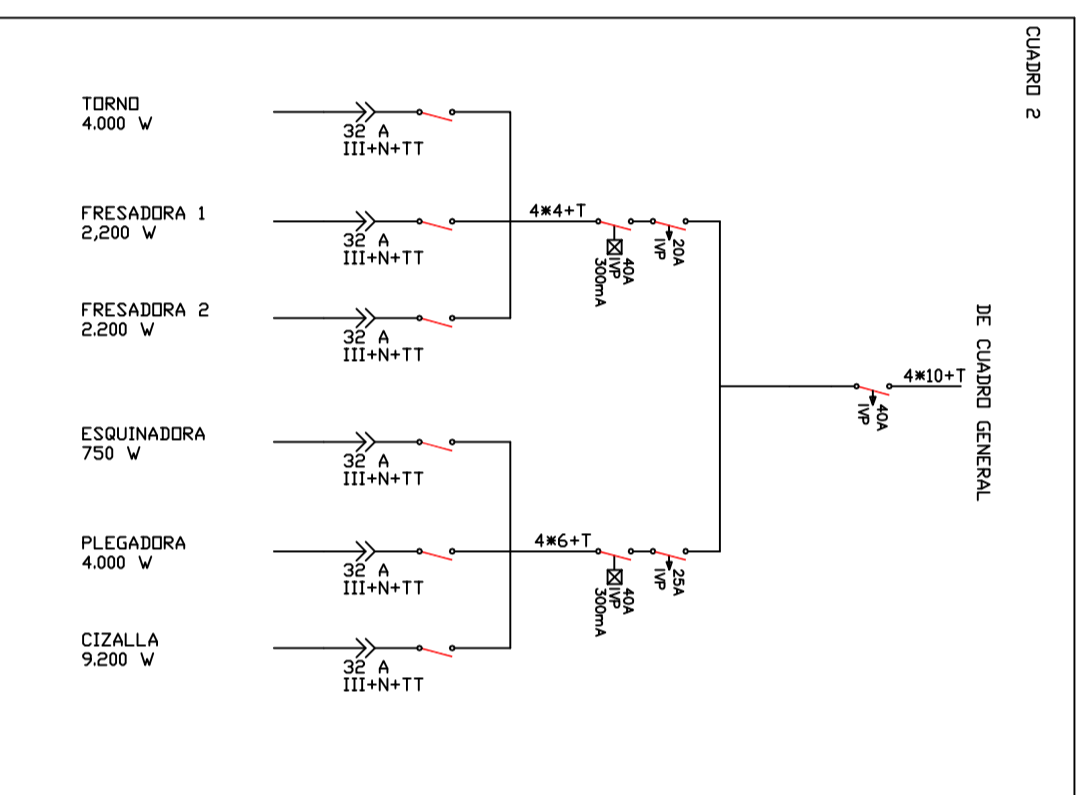 CUADRO 2
TORNO
4.000 W
32 A
III+N+TT
FRESADORA 1
2,200 W
32 A
III+N+TT
4*4+T
40A
IVP
300mA
20A
IVP
FRESADORA 2
2.200 W
32 A
III+N+TT
DE CUADRO GENERAL
4*10+T
40A
IVP
ESQUINADORA
750 W
32 A
III+N+TT
PLEGADORA
4.000 W
32 A
III+N+TT
4*6+T
40A
IVP
300mA
25A
IVP
CIZALLA
9.200 W
32 A
III+N+TT